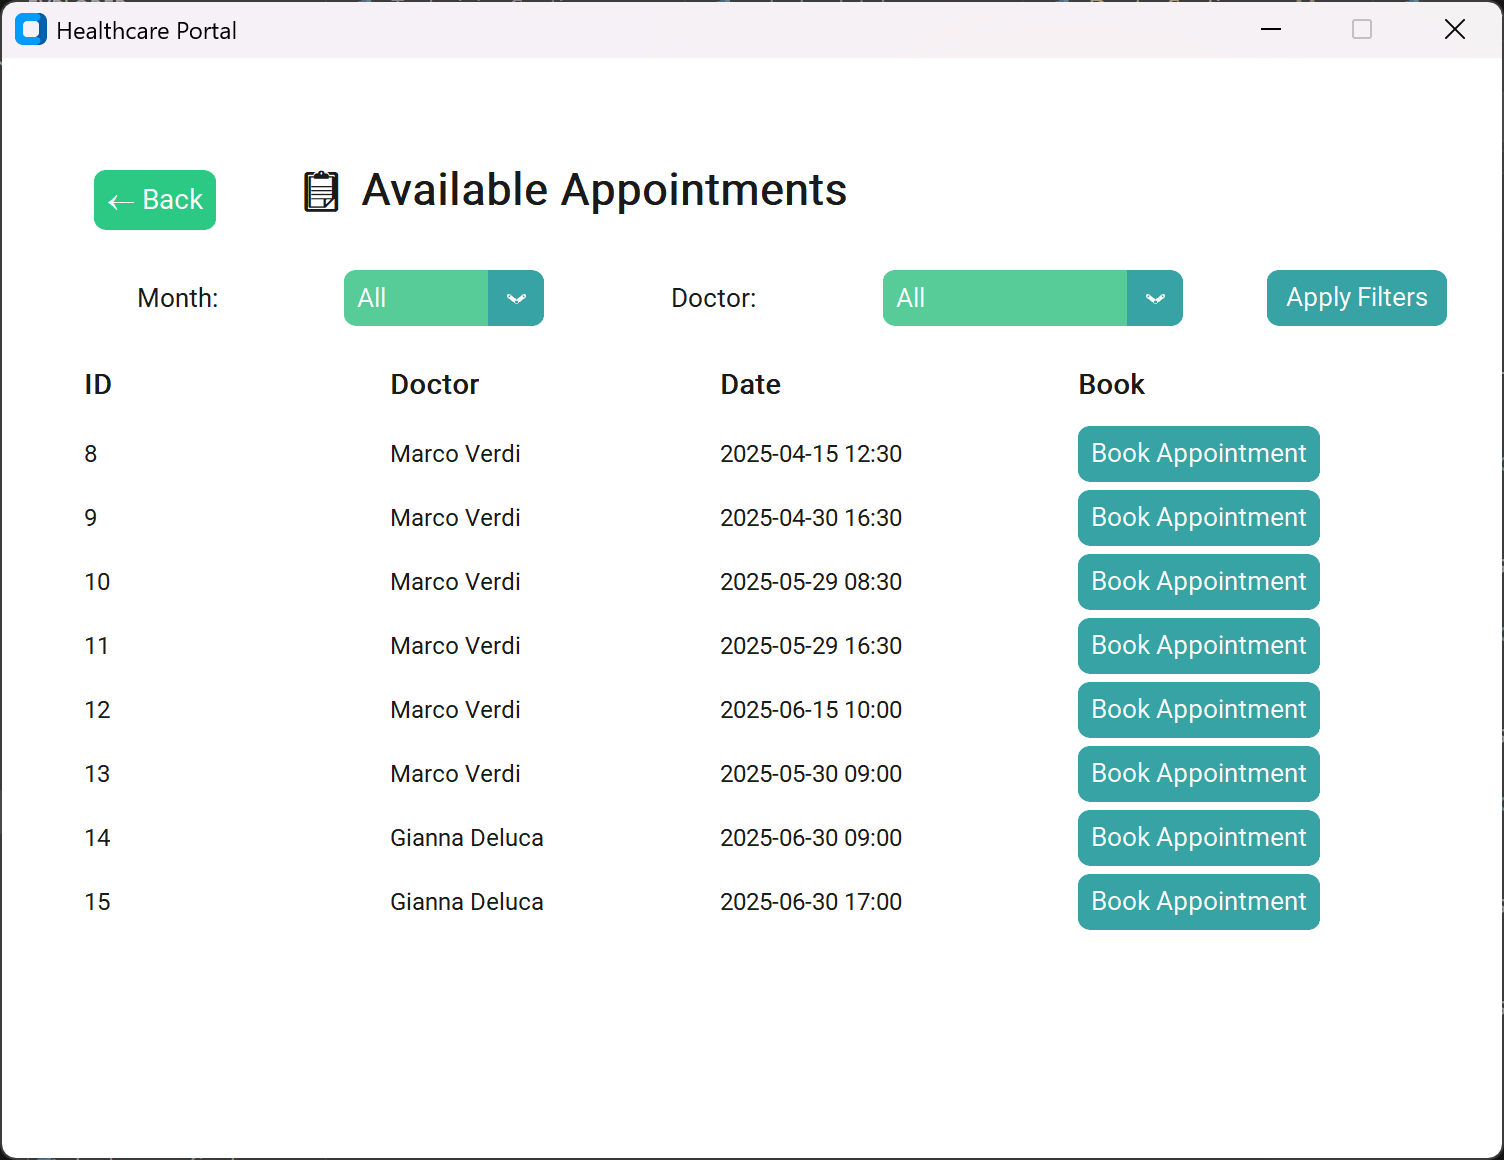 Healthcare Portal
← Back
Available Appointments
Month: All Doctor: All Apply Filters
ID Doctor Date Book
8 Marco Verdi 2025-04-15 12:30 Book Appointment
9 Marco Verdi 2025-04-30 16:30 Book Appointment
10 Marco Verdi 2025-05-29 08:30 Book Appointment
11 Marco Verdi 2025-05-29 16:30 Book Appointment
12 Marco Verdi 2025-06-15 10:00 Book Appointment
13 Marco Verdi 2025-05-30 09:00 Book Appointment
14 Gianna Deluca 2025-06-30 09:00 Book Appointment
15 Gianna Deluca 2025-06-30 17:00 Book Appointment